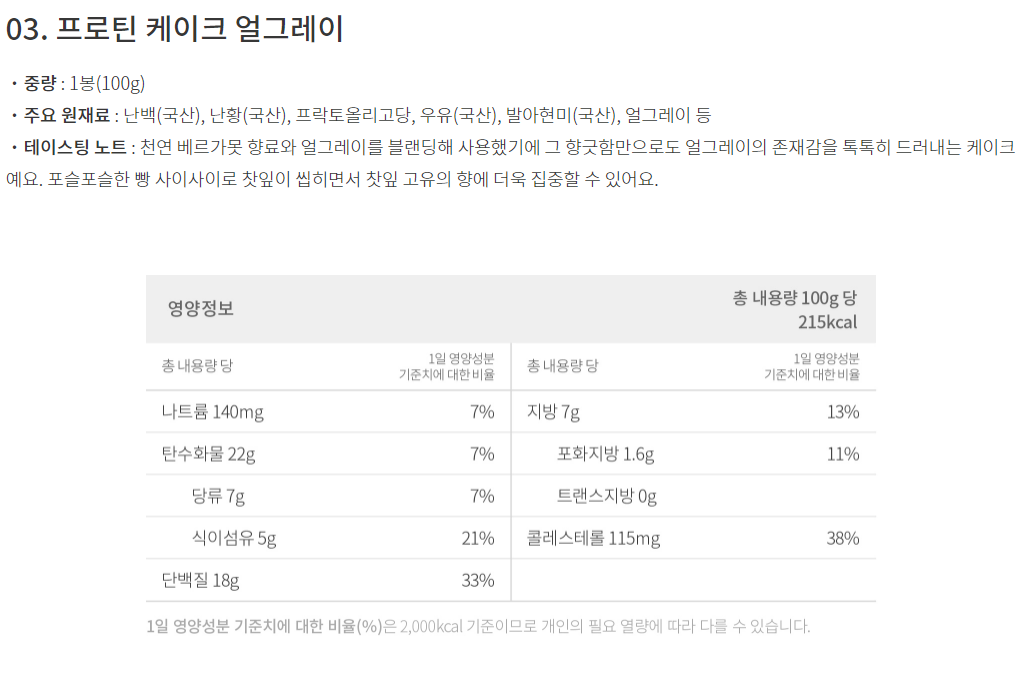 03. 프로틴 케이크 얼그레이
・중량 : 1봉(100g)
・주요 원재료 : 난백(국산), 난황(국산), 프락토올리고당, 우유(국산), 발아현미(국산), 얼그레이 등
・테이스팅 노트 : 천연 베르가못 향료와 얼그레이를 블랜딩해 사용했기에 그 향긋함만으로도 얼그레이의 존재감을 톡톡히 드러내는 케이크
예요. 포슬포슬한 빵 사이사이로 찻잎이 씹히면서 찻잎 고유의 향에 더욱 집중할 수 있어요.
영양정보
총 내용량 100g 당
215kcal
총 내용량 당
1일 영양성분
기준치에 대한 비율
총 내용량 당
1일 영양성분
기준치에 대한 비율
나트륨 140mg 7% 지방 7g 13%
탄수화물 22g 7% 포화지방 1.6g 11%
당류 7g 7% 트랜스지방 0g
식이섬유 5g 21% 콜레스테롤 115mg 38%
단백질 18g 33%
1일 영양성분 기준치에 대한 비율(%)은 2,000kcal 기준이므로 개인의 필요 열량에 따라 다를 수 있습니다.